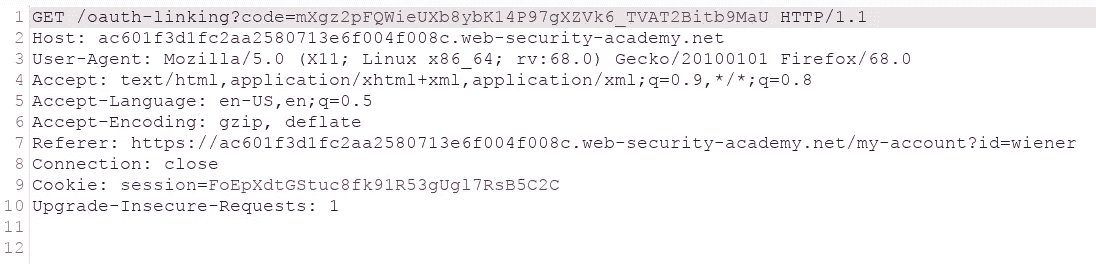 1 GET /oauth-linking?code=mXgz2pFQWieUXb8ybK14P97gXZVk6_TVAT2Bitb9MaU HTTP/1.1
2 Host: ac601f3d1fc2aa2580713e6f004f008c.web-security-academy.net
3 User-Agent: Mozilla/5.0 (X11; Linux x86_64; rv:68.0) Gecko/20100101 Firefox/68.0
4 Accept: text/html,application/xhtml+xml,application/xml;q=0.9,*/*;q=0.8
5 Accept-Language: en-US,en;q=0.5
6 Accept-Encoding: gzip, deflate
7 Referer: https://ac601f3d1fc2aa2580713e6f004f008c.web-security-academy.net/my-account?id=wiener
8 Connection: close
9 Cookie: session=FoEpXdtGStuc8fk91R53gUgl7RsB5C2C
10 Upgrade-Insecure-Requests: 1
11
12